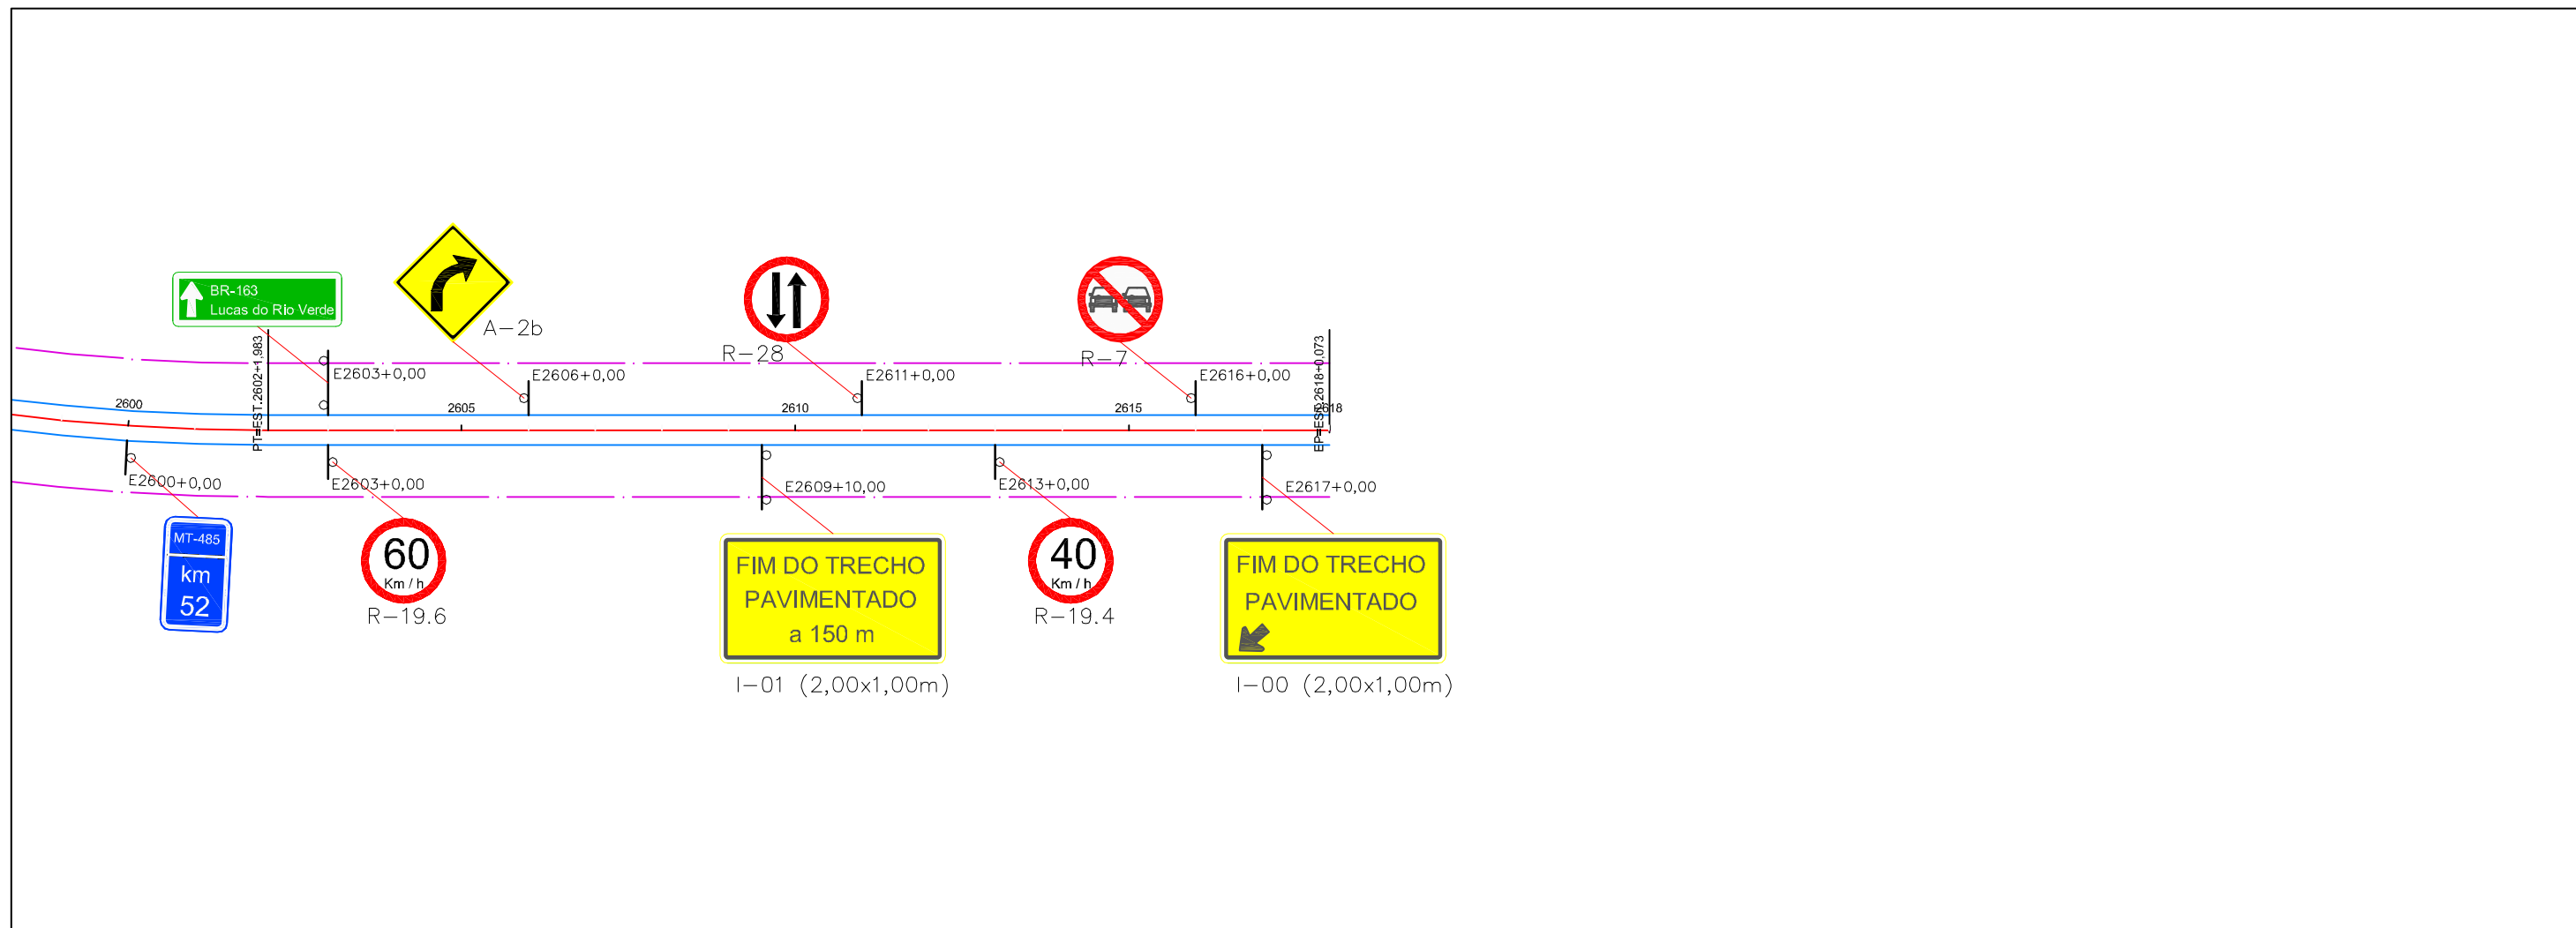 BR-163
Lucas do Rio Verde
A-2b
R-28
R-7
PT=EST.2602+1,983
E2603+0,00
E2606+0,00
E2611+0,00
E2616+0,00
EP=EST.2618+0.073
2600
2605
2610
2615
2618
E2600+0,00
E2603+0,00
E2609+10,00
E2613+0,00
E2617+0,00
MT-485
km
52
60
Km / h
R-19.6
FIM DO TRECHO
PAVIMENTADO
a 150 m
I-01 (2,00x1,00m)
40
Km / h
R-19.4
FIM DO TRECHO
PAVIMENTADO
I-00 (2,00x1,00m)